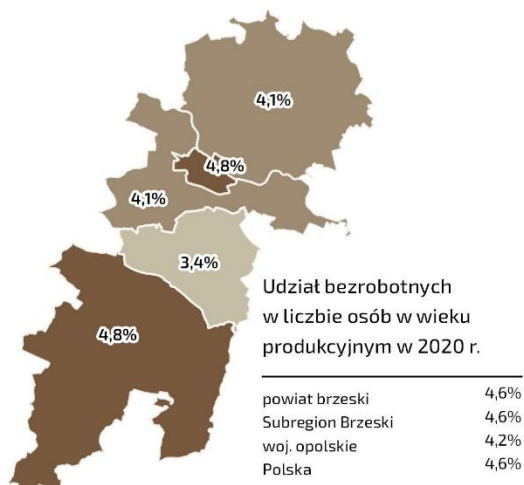 4,1%
4,8%
4,1%
3,4%
4,8%
Udział bezrobotnych
w liczbie osób w wieku
produkcyjnym w 2020 r.
powiat brzeski 4,6%
Subregion Brzeski 4,6%
woj. opolskie 4,2%
Polska 4,6%